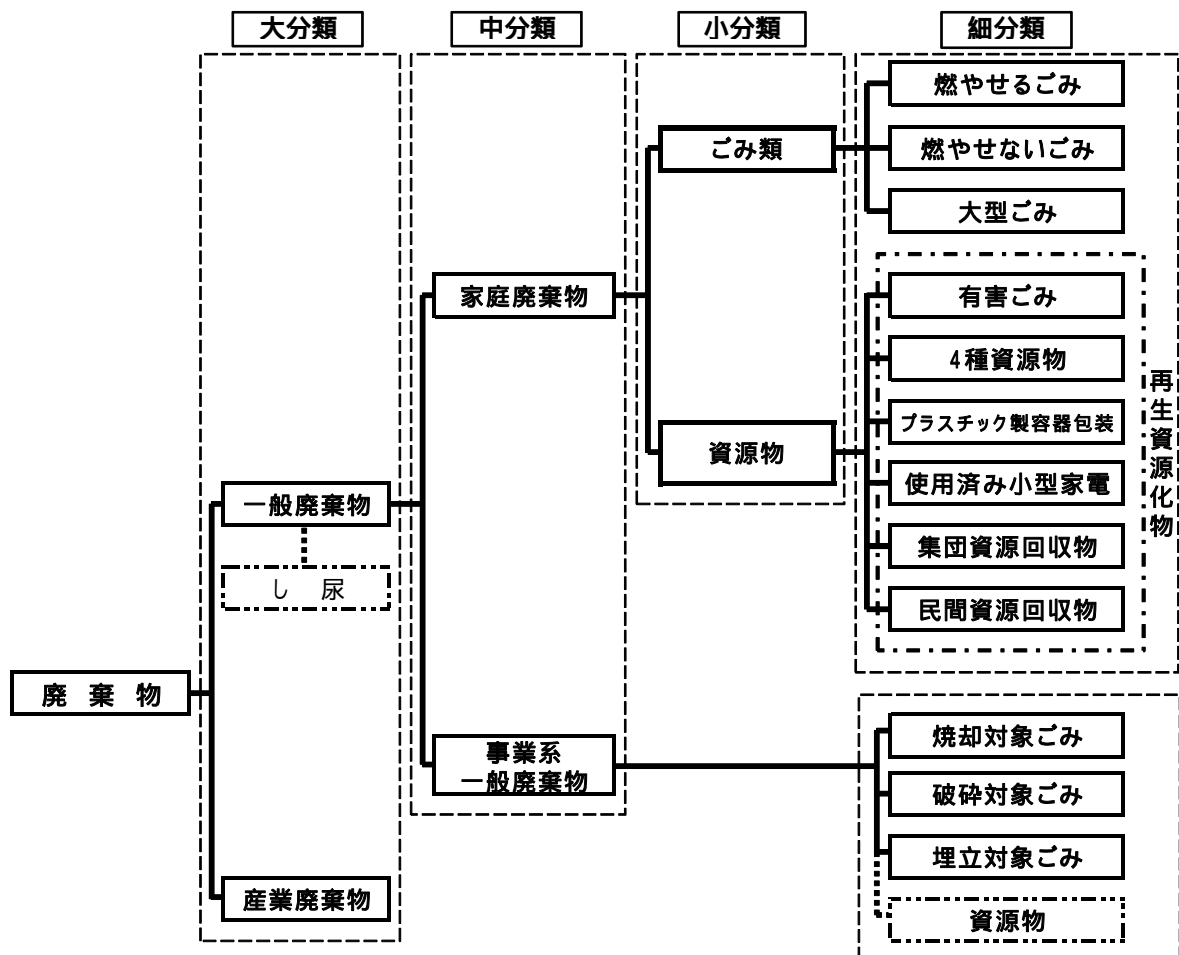 大分類
中分類
小分類
細分類
燃やせるごみ
ごみ類
燃やせないごみ
大型ごみ
家庭廃棄物
有害ごみ
4種資源物
プラスチック製容器包装
資源物
使用済み小型家電
集団資源回収物
民間資源回収物
再生資源化物
一般廃棄物
し 尿
廃 棄 物
事業系
一般廃棄物
焼却対象ごみ
破砕対象ごみ
埋立対象ごみ
資源物
産業廃棄物